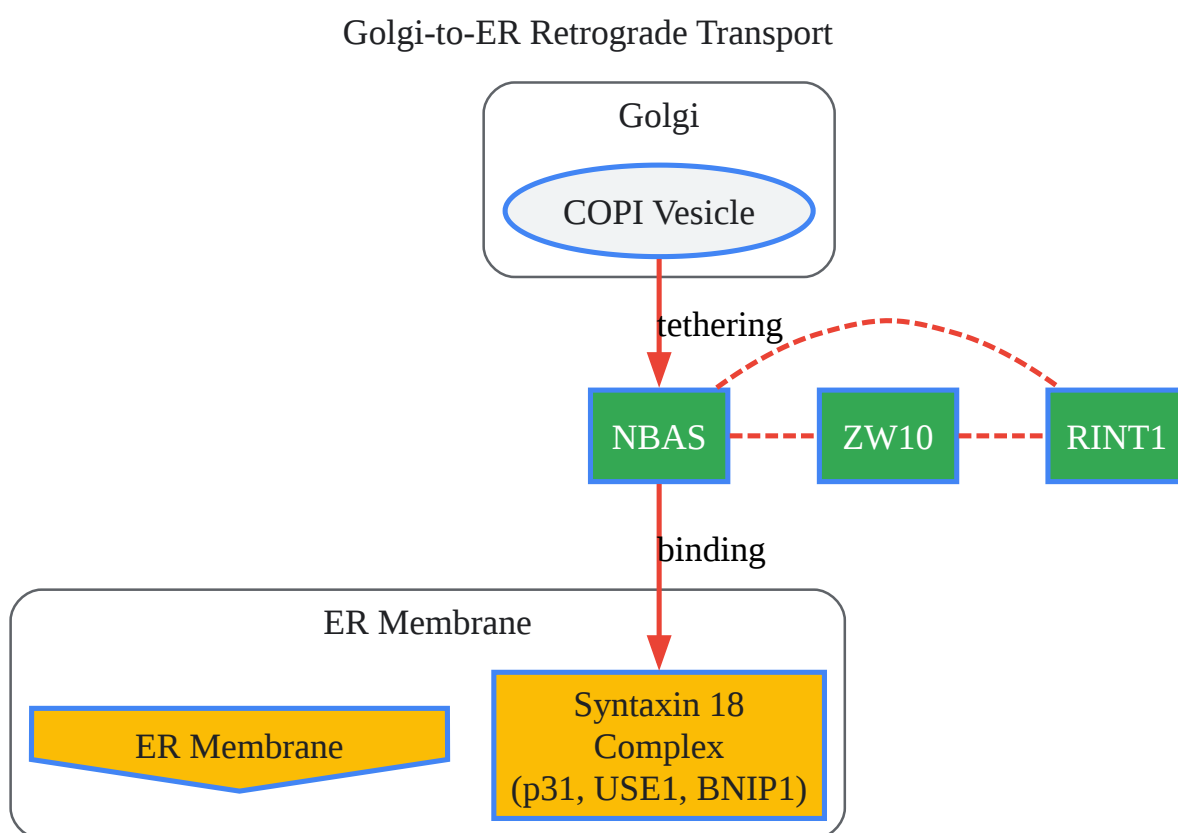 Golgi-to-ER Retrograde Transport
Golgi
COPI Vesicle
tethering
NBAS
ZW10
RINT1
binding
ER Membrane
ER Membrane
Syntaxin 18
Complex
(p31, USE1, BNIP1)